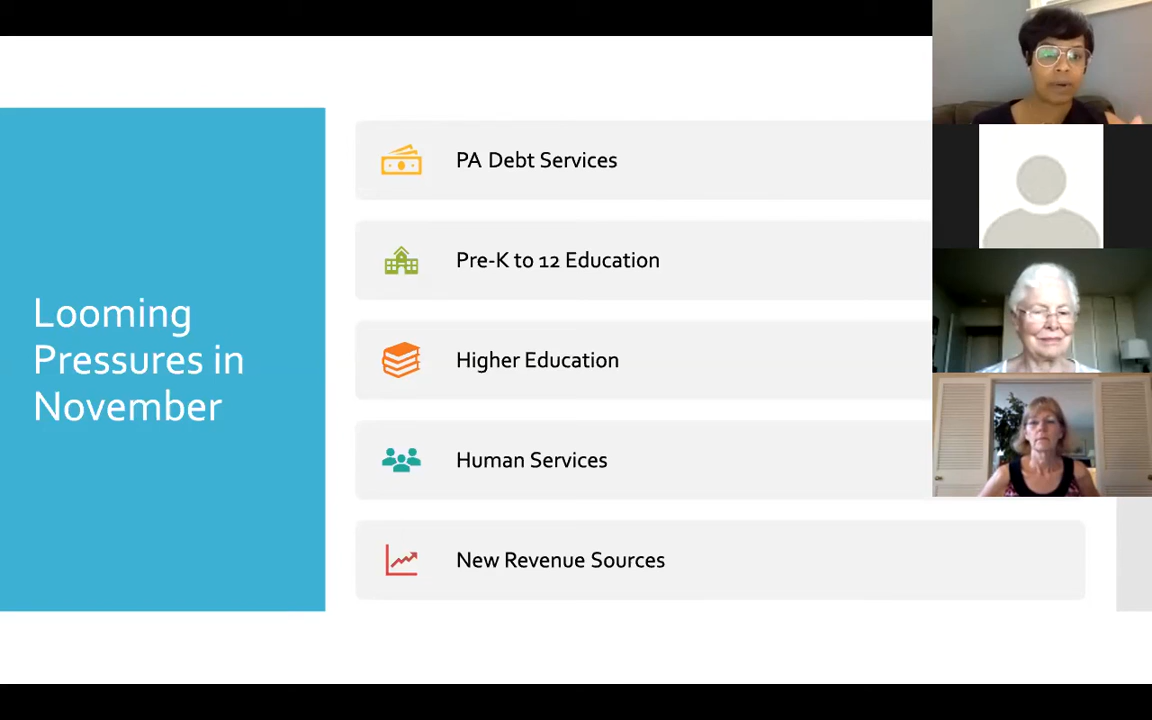 Looming
Pressures in
November
PA Debt Services
Pre-K to 12 Education
Higher Education
Human Services
New Revenue Sources